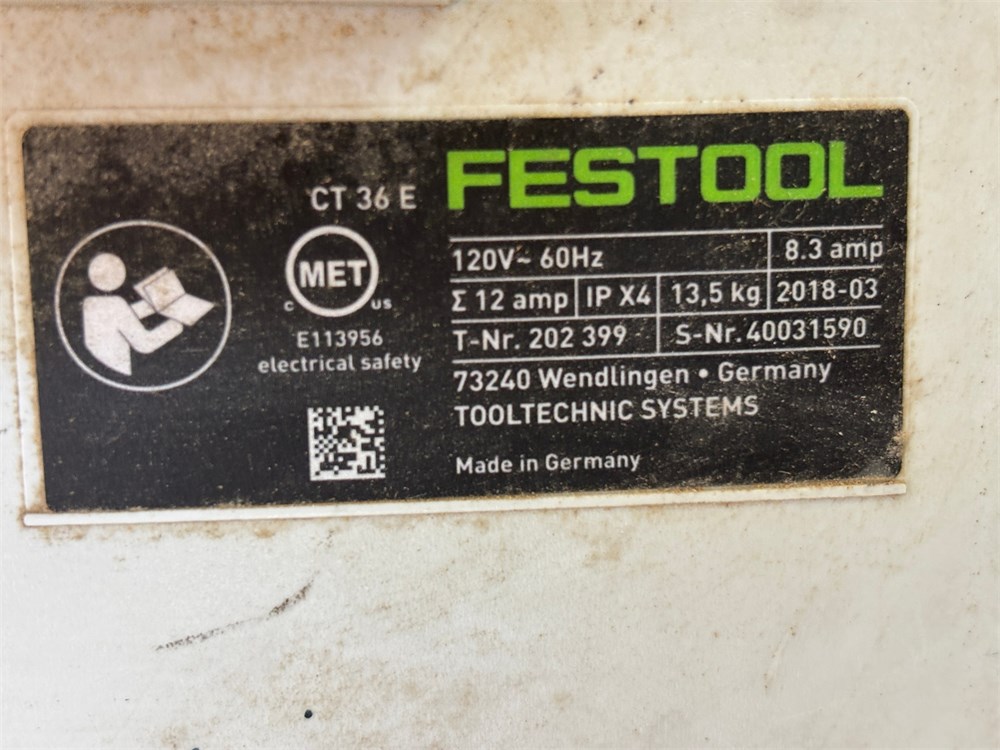 CT 36 E
FESTOOL
MET
C US
E113956
electrical safety
120V~ 60Hz 8.3 amp
Σ 12 amp IP X4 13,5 kg 2018-03
T-Nr. 202 399 S-Nr. 40031590
73240 Wendlingen • Germany
TOOLTECHNIC SYSTEMS
Made in Germany